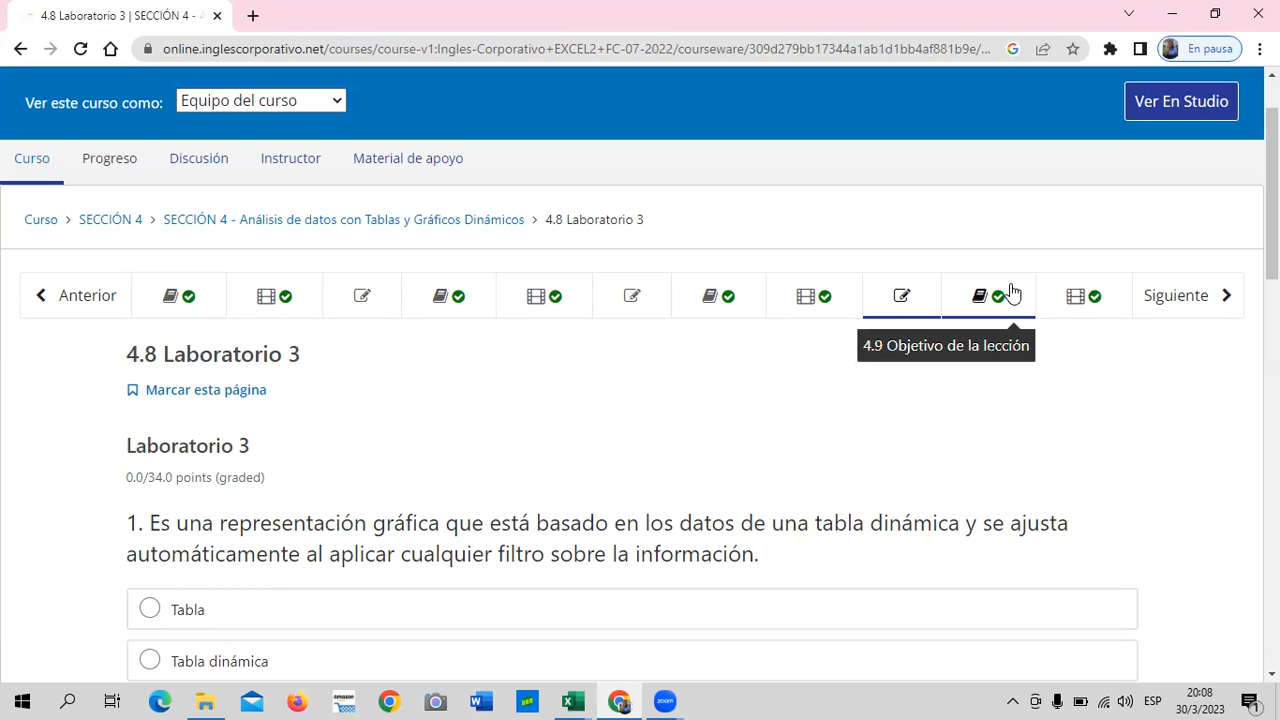 4.8 Laboratorio 3 | SECCIÓN 4 - A
online.inglescorporativo.net/courses/course-v1:Ingles-Corporativo+EXCEL2+FC-07-2022/courseware/309d279bb17344a1ab1d1bb4af881b9e/...
En pausa
Ver este curso como:
Equipo del curso
Ver En Studio
Curso
Progreso
Discusión
Instructor
Material de apoyo
Curso > SECCIÓN 4 > SECCIÓN 4 - Análisis de datos con Tablas y Gráficos Dinámicos > 4.8 Laboratorio 3
Anterior
Siguiente
4.9 Objetivo de la lección
4.8 Laboratorio 3
Marcar esta página
Laboratorio 3
0.0/34.0 points (graded)
1. Es una representación gráfica que está basado en los datos de una tabla dinámica y se ajusta
automáticamente al aplicar cualquier filtro sobre la información.
Tabla
Tabla dinámica
amazon
zoom
ESP
20:08
30/3/2023
1